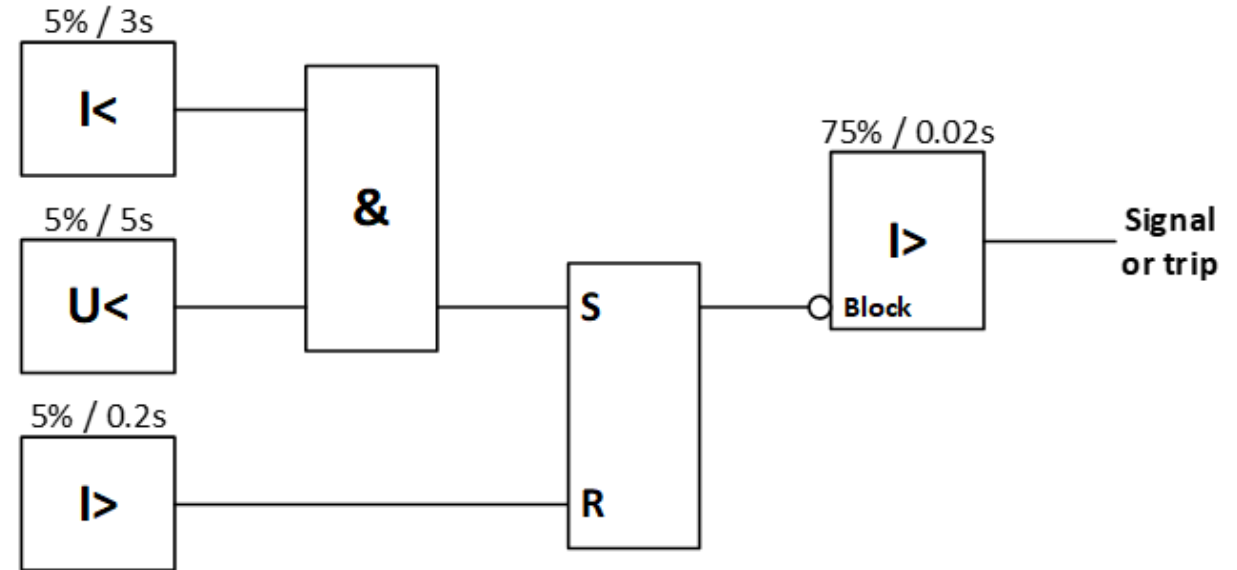 5% / 3s
I<
&
5% / 5s
U<
5% / 0.2s
I>
S
R
75% / 0.02s
I>
Block
Signal
or trip